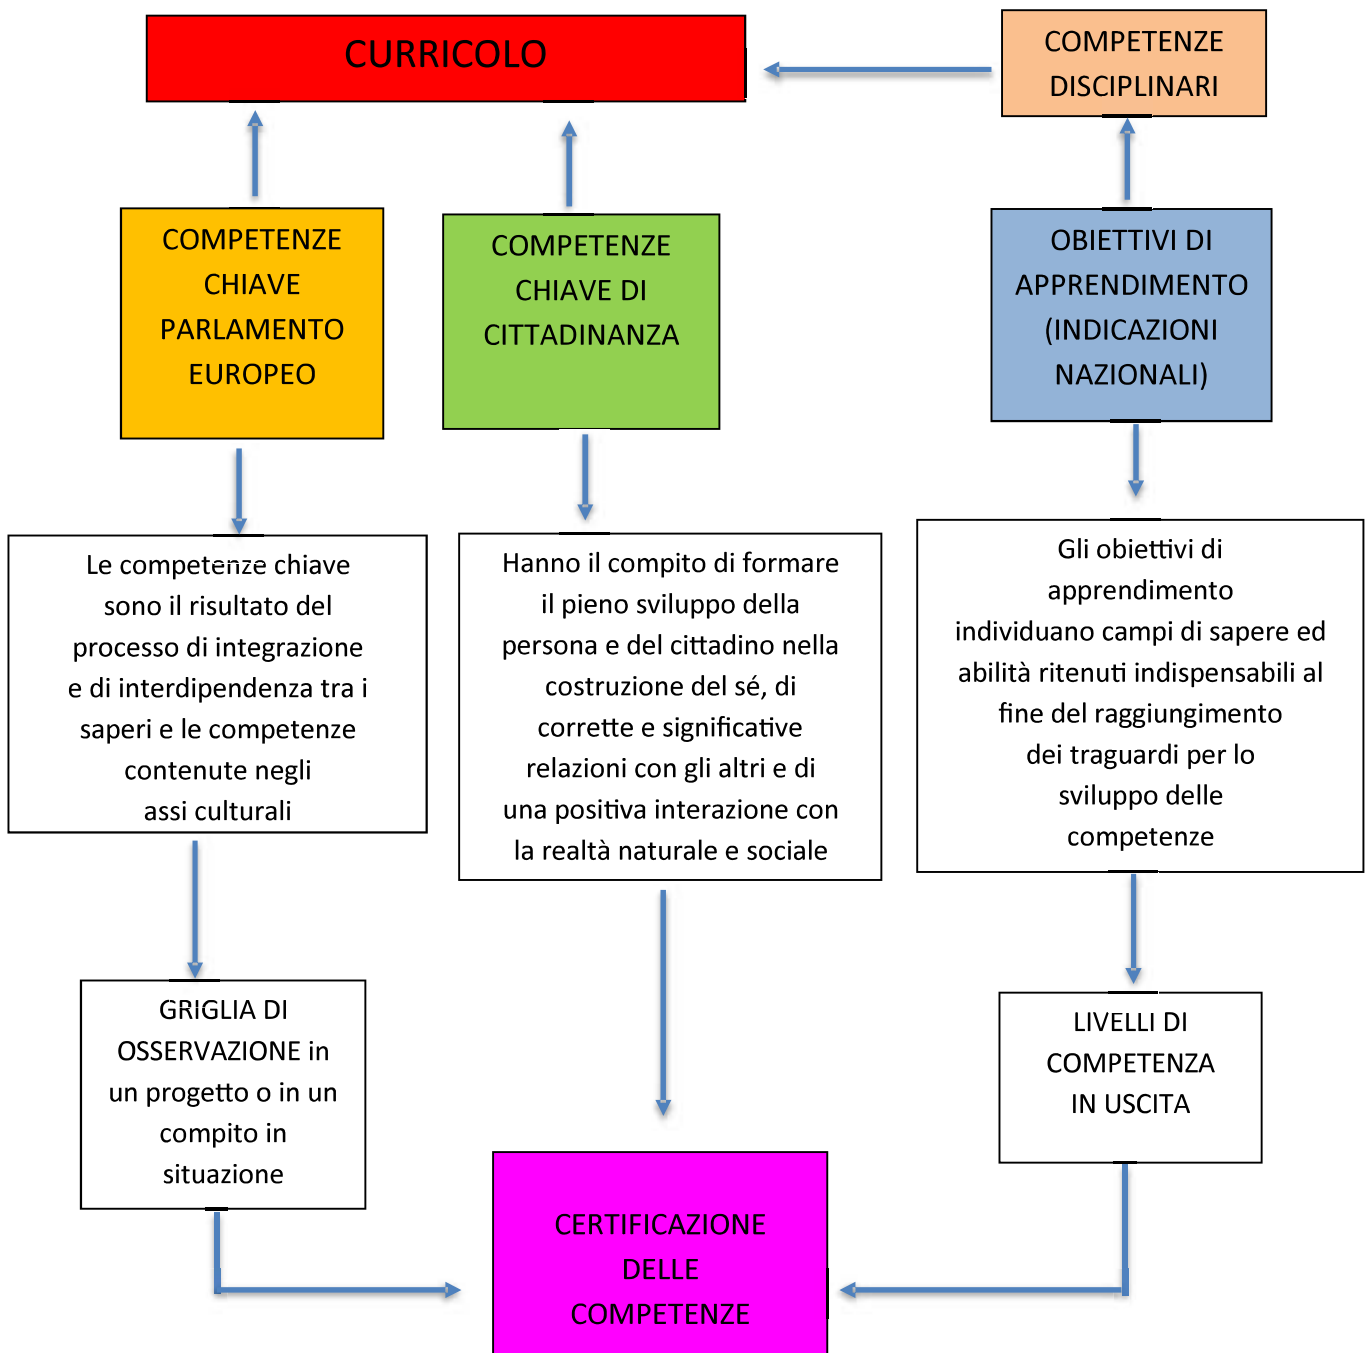 CURRICOLO
COMPETENZE
DISCIPLINARI
COMPETENZE
CHIAVE
PARLAMENTO
EUROPEO
COMPETENZE
CHIAVE DI
CITTADINANZA
OBIETTIVI DI
APPRENDIMENTO
(INDICAZIONI
NAZIONALI)
Le competenze chiave
sono il risultato del
processo di integrazione
e di interdipendenza tra i
saperi e le competenze
contenute negli
assi culturali
Hanno il compito di formare
il pieno sviluppo della
persona e del cittadino nella
costruzione del sé, di
corrette e significative
relazioni con gli altri e di
una positiva interazione con
la realtà naturale e sociale
Gli obiettivi di
apprendimento
individuano campi di sapere ed
abilità ritenuti indispensabili al
fine del raggiungimento
dei traguardi per lo
sviluppo delle
competenze
GRIGLIA DI
OSSERVAZIONE in
un progetto o in un
compito in
situazione
LIVELLI DI
COMPETENZA
IN USCITA
CERTIFICAZIONE
DELLE
COMPETENZE